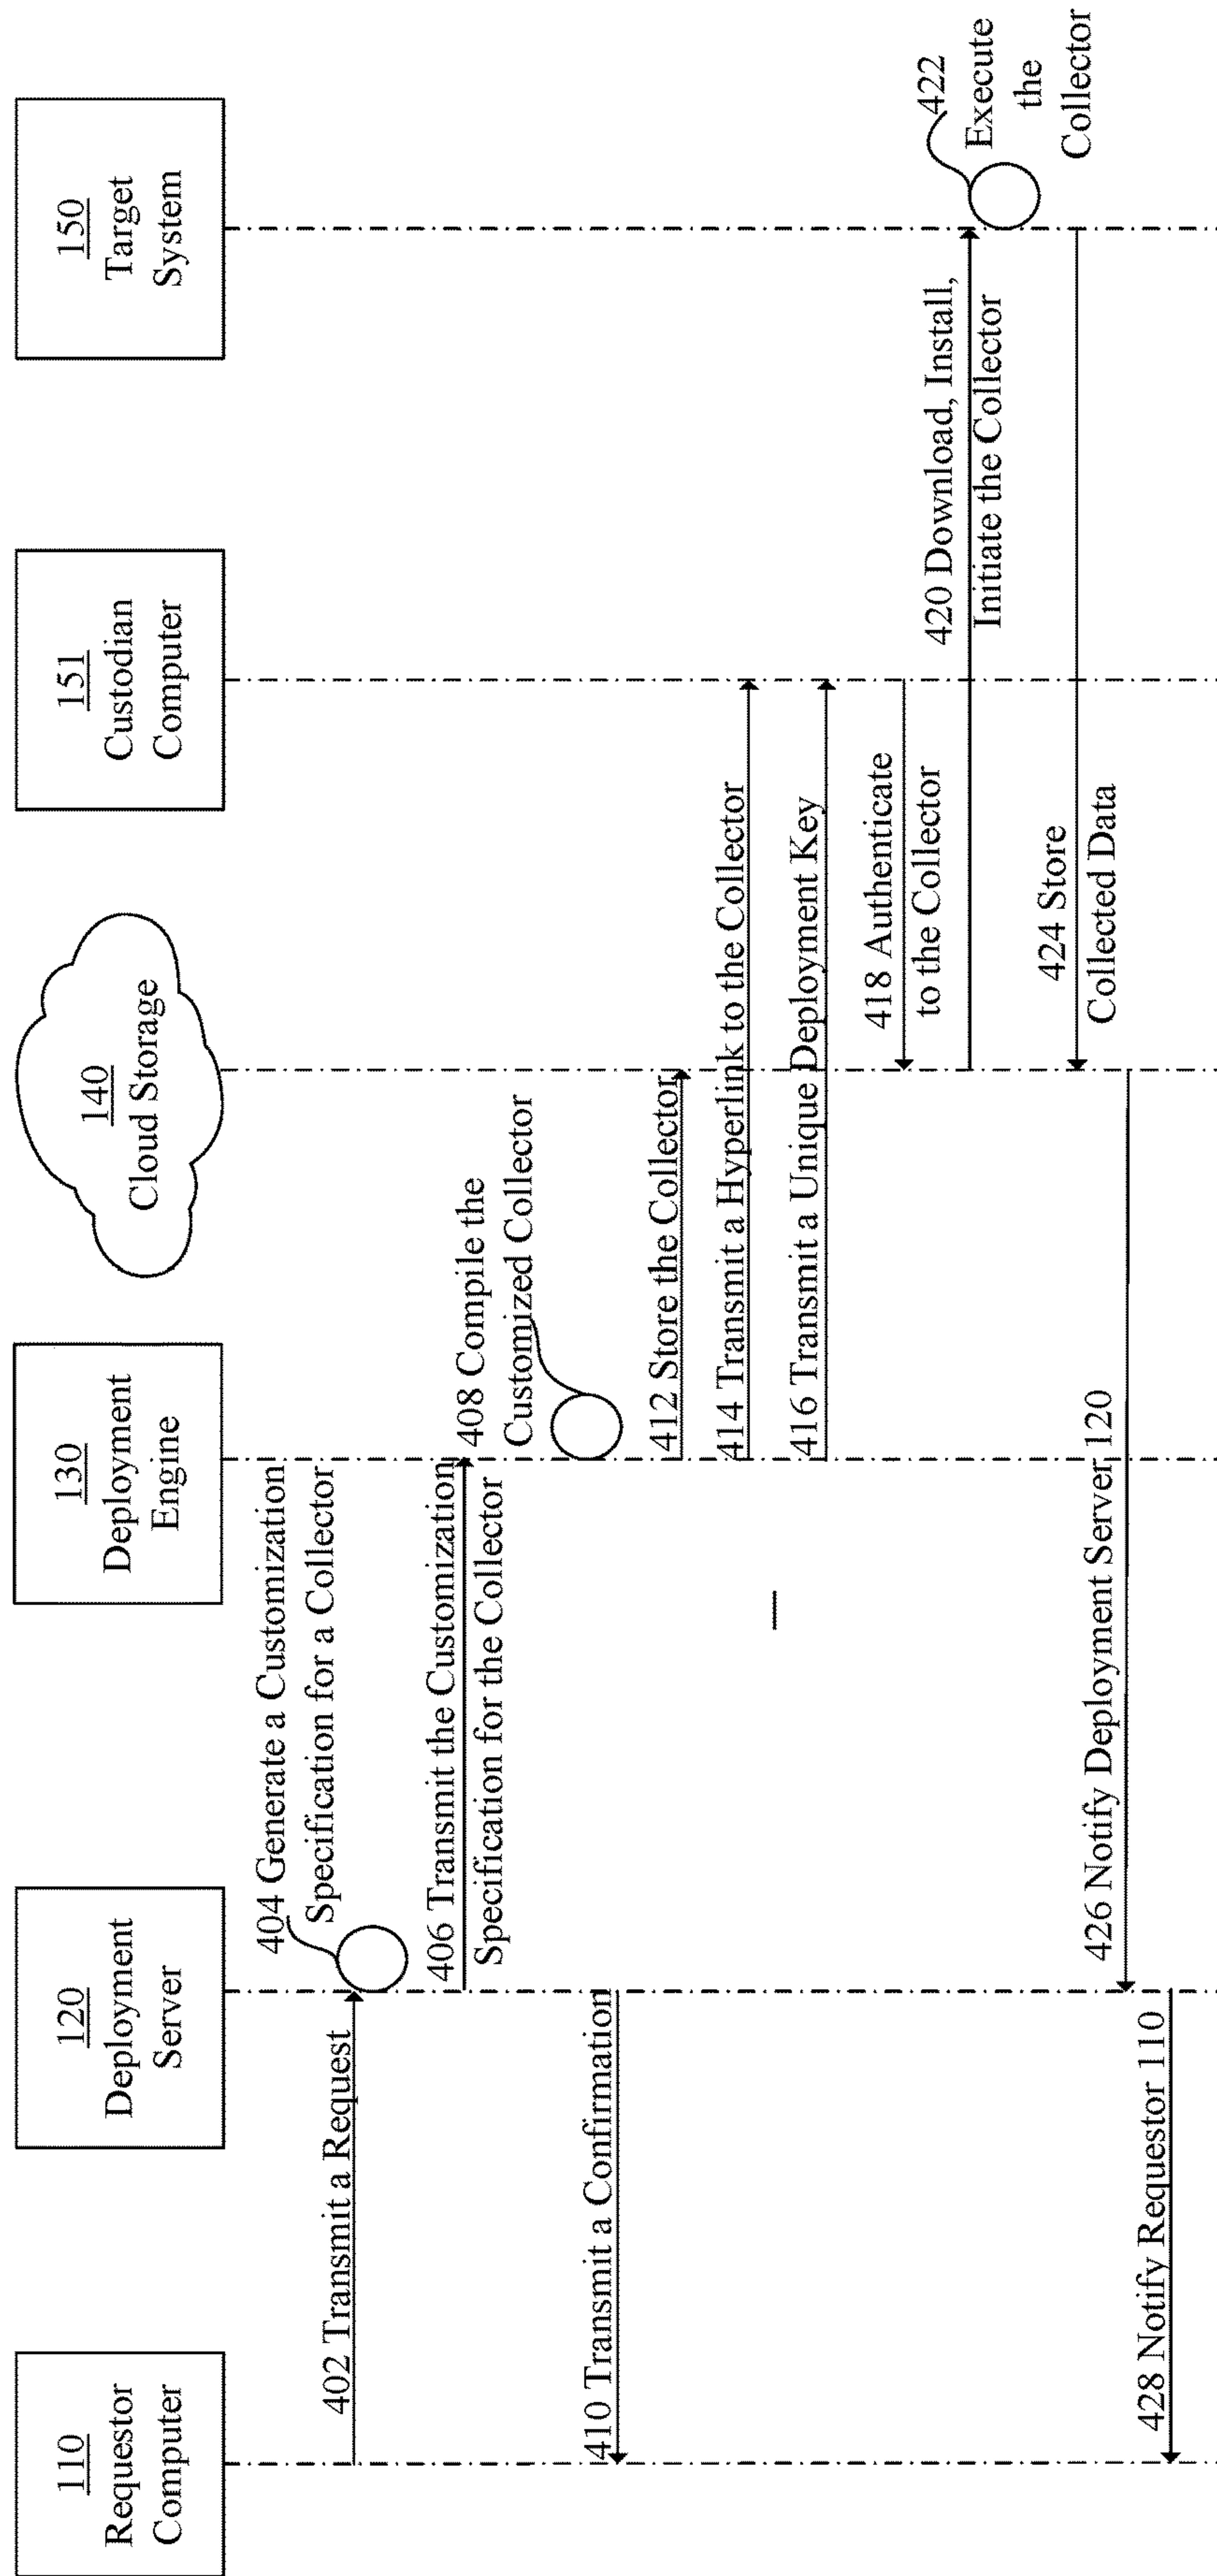 110
Requestor
Computer
120
Deployment
Server
130
Deployment
Engine
140
Cloud Storage
151
Custodian
Computer
150
Target
System
402 Transmit a Request
404 Generate a Customization
Specification for a Collector
406 Transmit the Customization
Specification for the Collector
408 Compile the
Customized Collector
410 Transmit a Confirmation
412 Store the Collector
414 Transmit a Hyperlink to the Collector
416 Transmit a Unique Deployment Key
418 Authenticate
to the Collector
420 Download, Install,
Initiate the Collector
422
Execute
the
Collector
424 Store
Collected Data
426 Notify Deployment Server 120
428 Notify Requestor 110